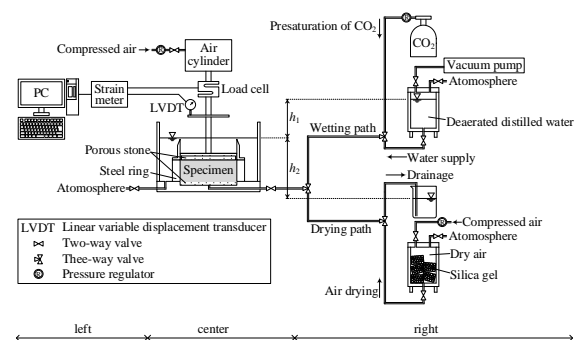 Presaturation of CO2
Compressed air
Air
cylinder
CO2
Vacuum pump
Atomosphere
PC
Strain
meter
Load cell
LVDT
h1
Deaerated distilled water
Wetting path
Porous stone
Steel ring
Specimen
h2
Water supply
Drainage
Atomosphere
LVDT Linear variable displacement transducer
Two-way valve
Thee-way valve
R Pressure regulator
Drying path
Compressed air
Atomosphere
Dry air
Silica gel
Air drying
left
center
right